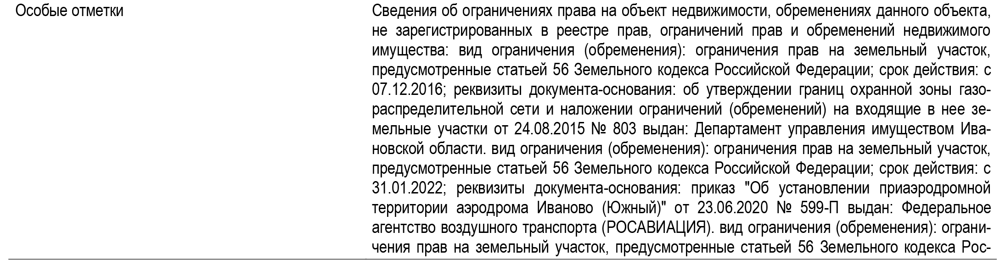 Особые отметки
Сведения об ограничениях права на объект недвижимости, обременениях данного объекта,
не зарегистрированных в реестре прав, ограничений прав и обременений недвижимого
имущества: вид ограничения (обременения): ограничения прав на земельный участок,
предусмотренные статьей 56 Земельного кодекса Российской Федерации; срок действия: с
07.12.2016; реквизиты документа-основания: об утверждении границ охранной зоны газо-
распределительной сети и наложении ограничений (обременений) на входящие в нее зе-
мельные участки от 24.08.2015 № 803 выдан: Департамент управления имуществом Ива-
новской области. вид ограничения (обременения): ограничения прав на земельный участок,
предусмотренные статьей 56 Земельного кодекса Российской Федерации; срок действия: с
31.01.2022; реквизиты документа-основания: приказ "Об установлении приаэродромной
территории аэродрома Иваново (Южный)" от 23.06.2020 № 599-П выдан: Федеральное
агентство воздушного транспорта (РОСАВИАЦИЯ). вид ограничения (обременения): ограни-
чения прав на земельный участок, предусмотренные статьей 56 Земельного кодекса Рос-